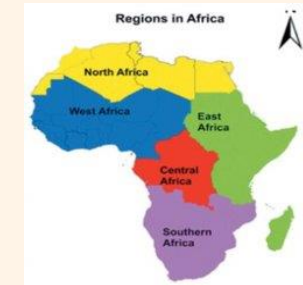 Regions in Africa
North Africa
West Africa
East
Africa
Central
Africa
Southern
Africa